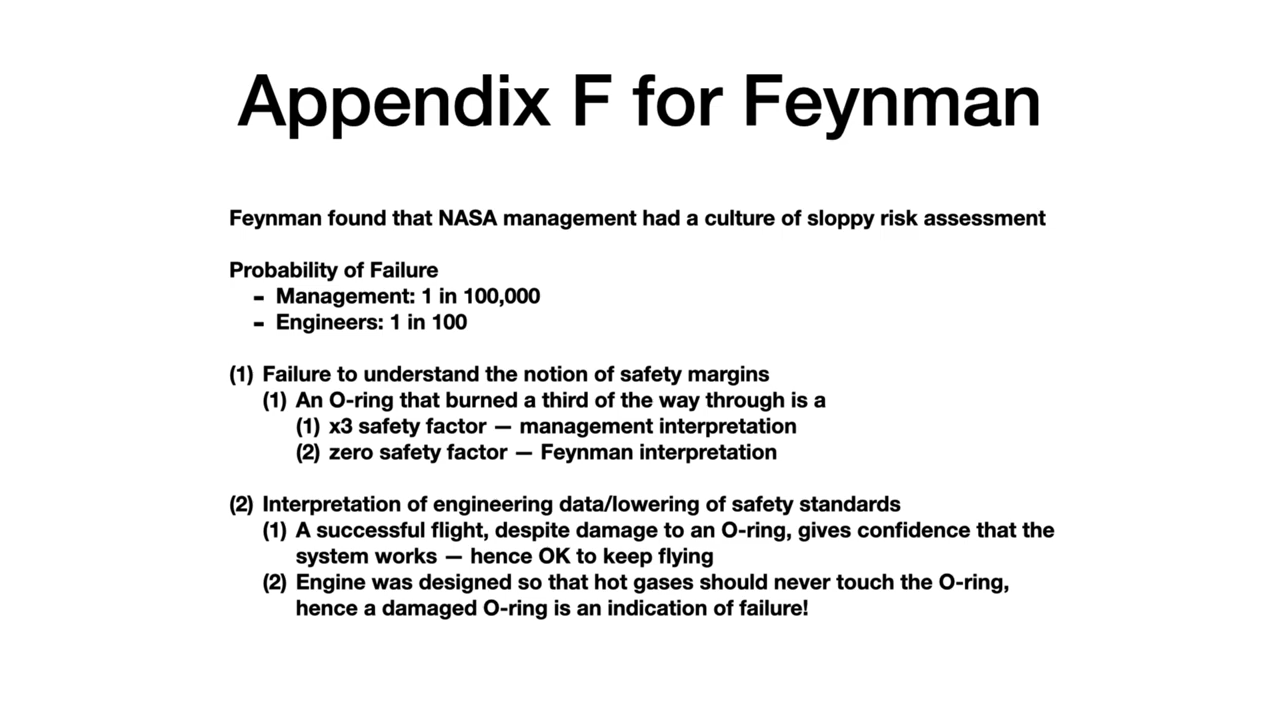 Appendix F for Feynman
Feynman found that NASA management had a culture of sloppy risk assessment
Probability of Failure
- Management: 1 in 100,000
- Engineers: 1 in 100
(1) Failure to understand the notion of safety margins
(1) An O-ring that burned a third of the way through is a
(1) x3 safety factor — management interpretation
(2) zero safety factor — Feynman interpretation
(2) Interpretation of engineering data/lowering of safety standards
(1) A successful flight, despite damage to an O-ring, gives confidence that the
system works — hence OK to keep flying
(2) Engine was designed so that hot gases should never touch the O-ring,
hence a damaged O-ring is an indication of failure!